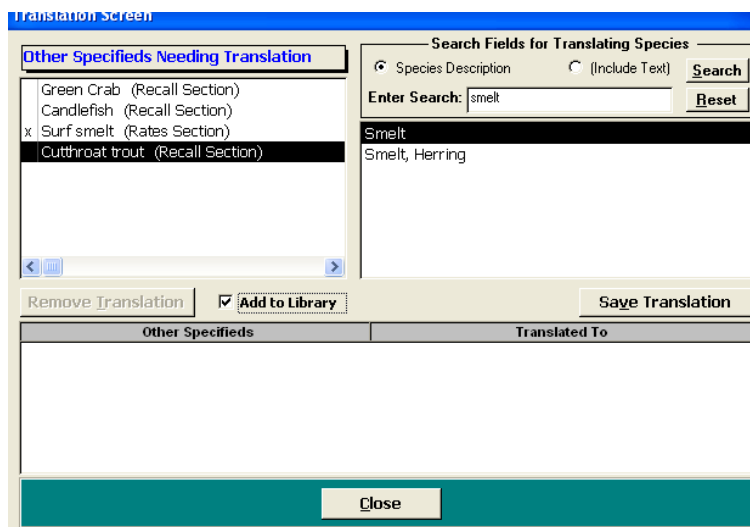 Translation Screen
Other Specifieds Needing Translation
Green Crab (Recall Section)
Candlefish (Recall Section)
x Surf smelt (Rates Section)
Cutthroat trout (Recall Section)
Search Fields for Translating Species
Species Description (Include Text) Search
Enter Search: smelt Reset
Smelt
Smelt, Herring
Remove Translation Add to Library Save Translation
Other Specifieds Translated To
Close